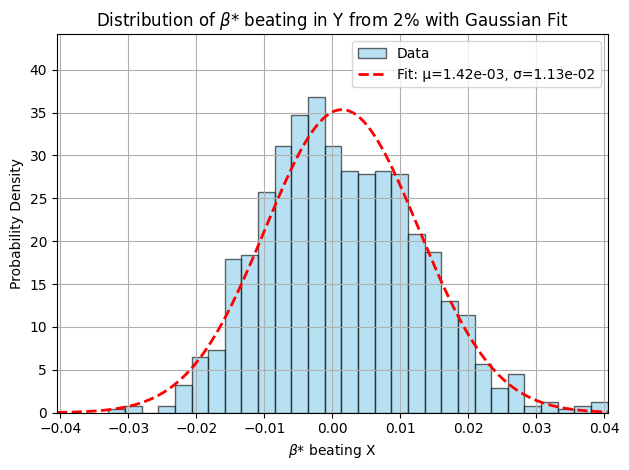 Distribution of β* beating in Y from 2% with Gaussian Fit
Data
Fit: μ=1.42e-03, σ=1.13e-02
Probability Density
40
35
30
25
20
15
10
5
0
−0.04 −0.03 −0.02 −0.01 0.00 0.01 0.02 0.03 0.04
β* beating X